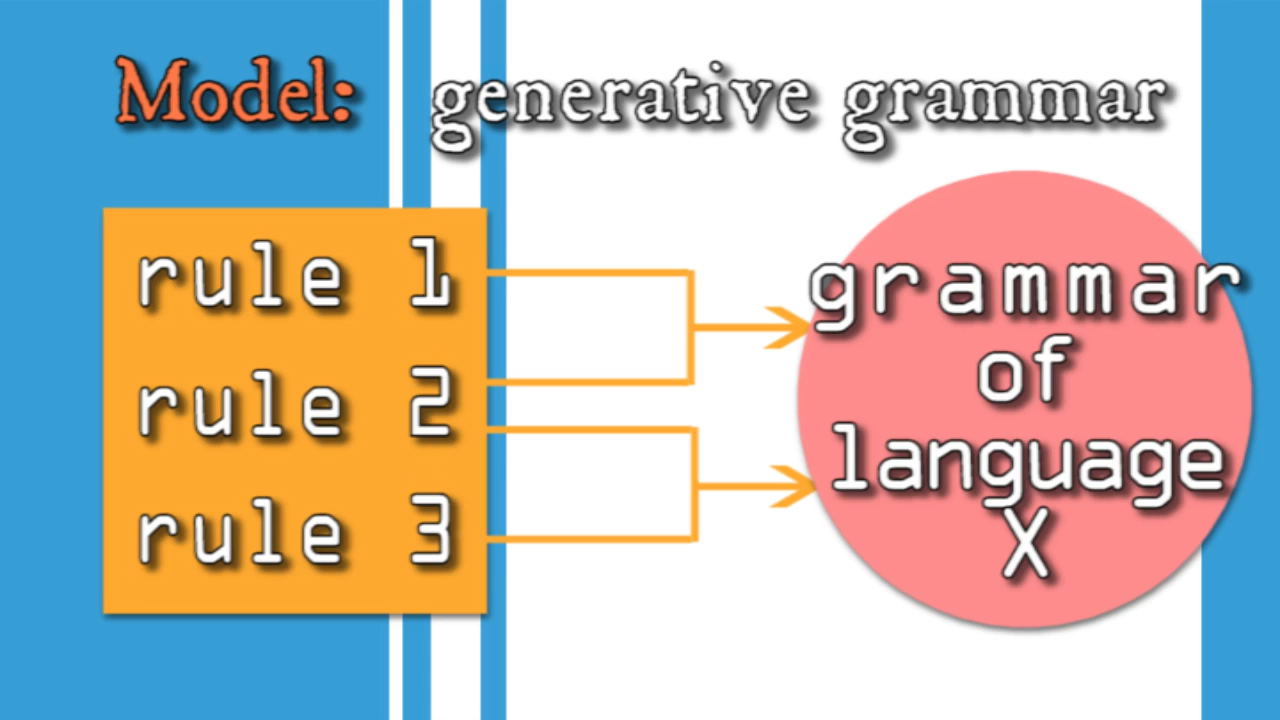 Model: generative grammar
rule 1
rule 2
rule 3
grammar
of
language
X